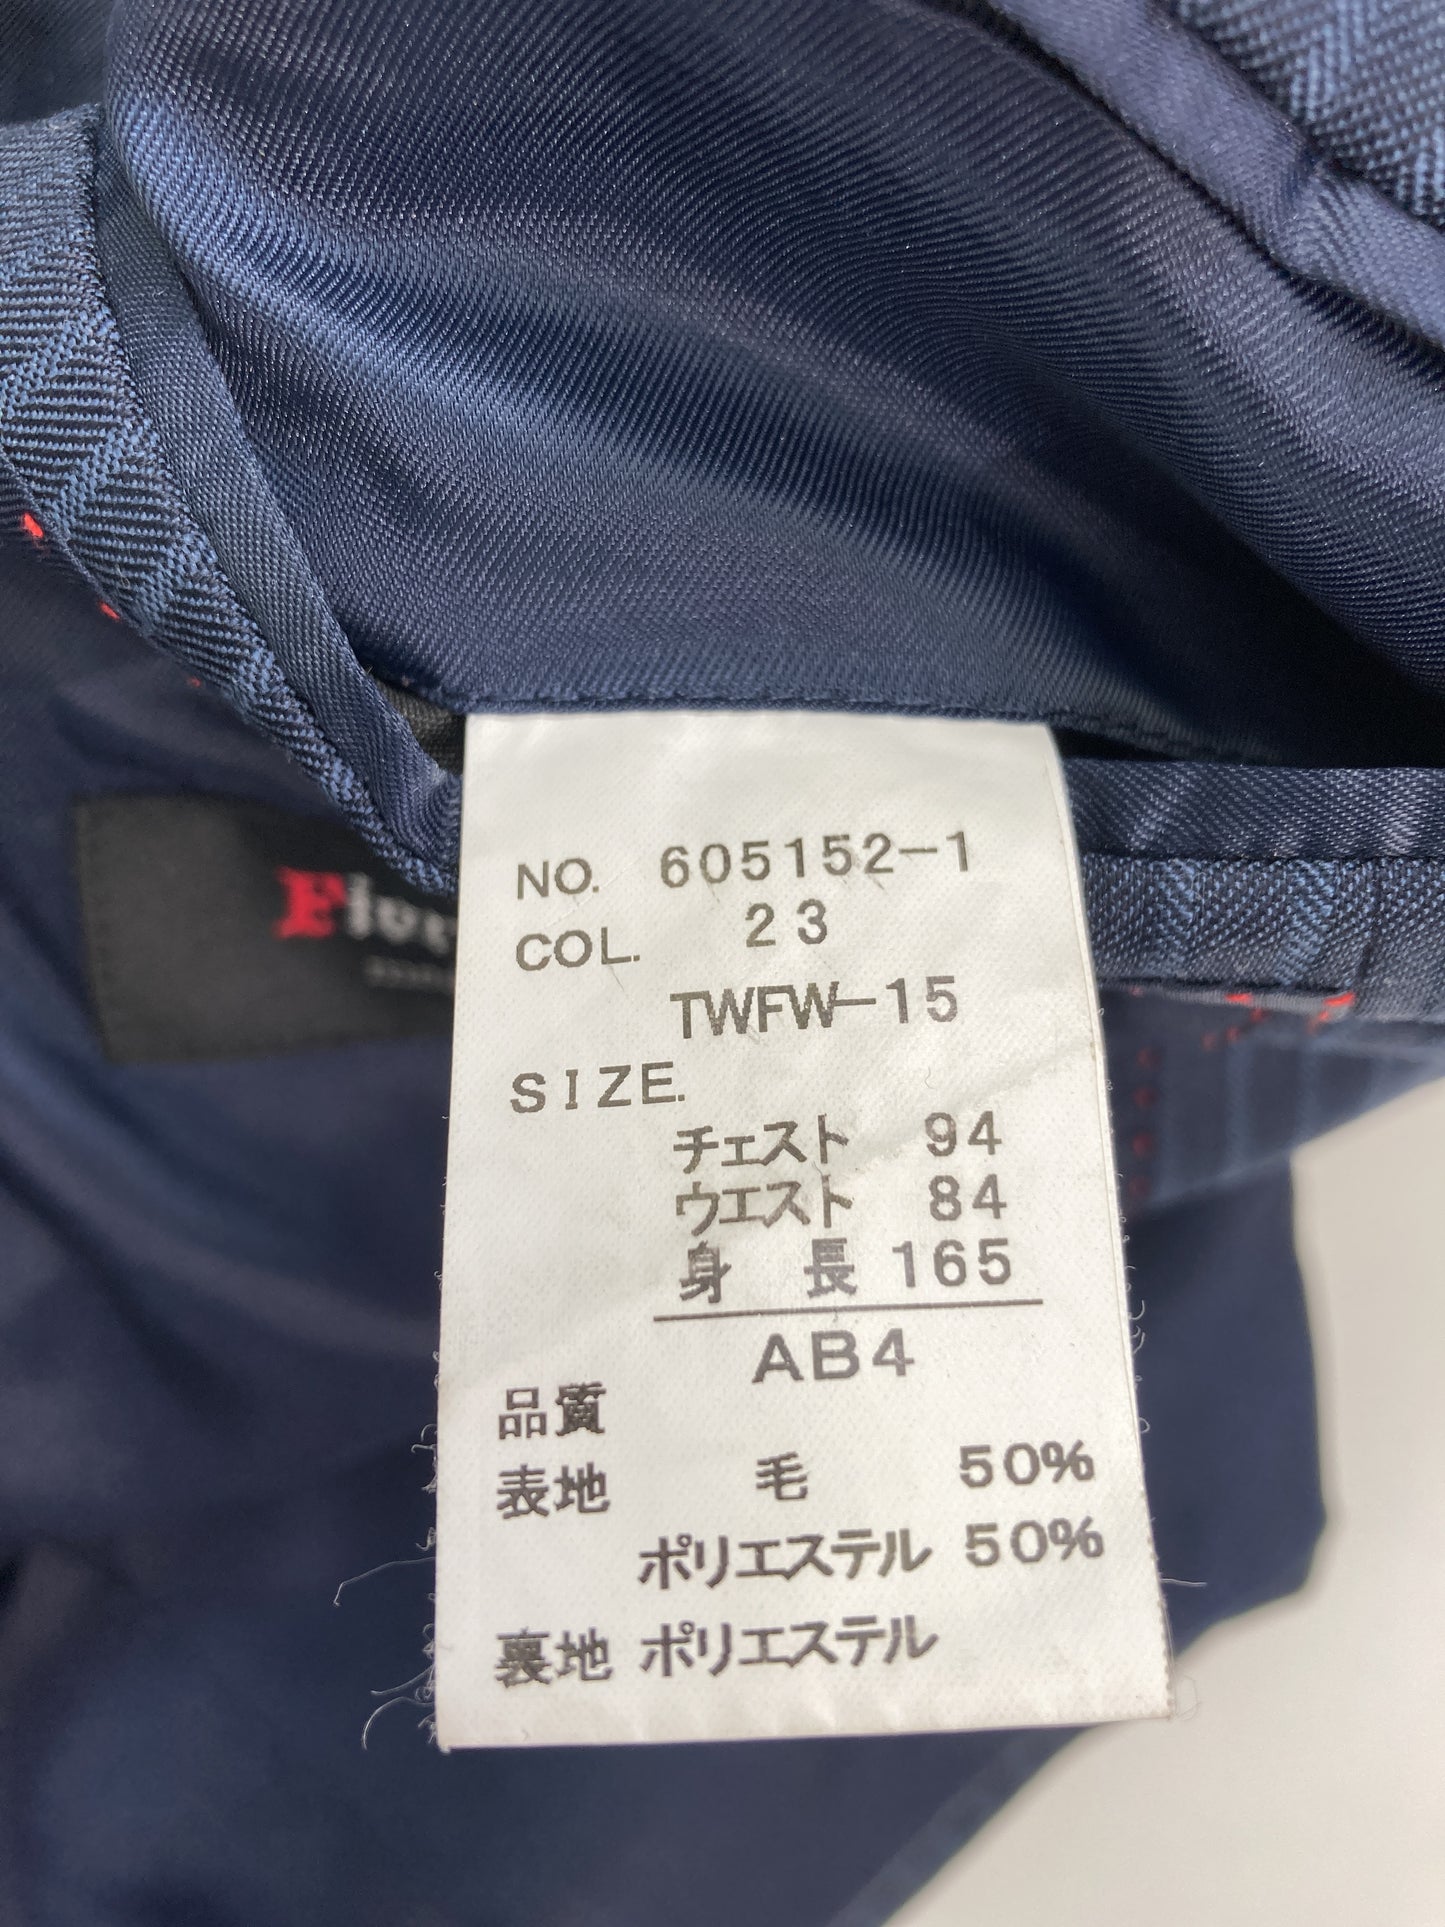 NO. 605152-1
COL. 23
TWFW-15
SIZE.
チェスト 94
ウエスト 84
身 長 165
AB4
品質
表地 毛 50%
ポリエステル 50%
裏地 ポリエステル